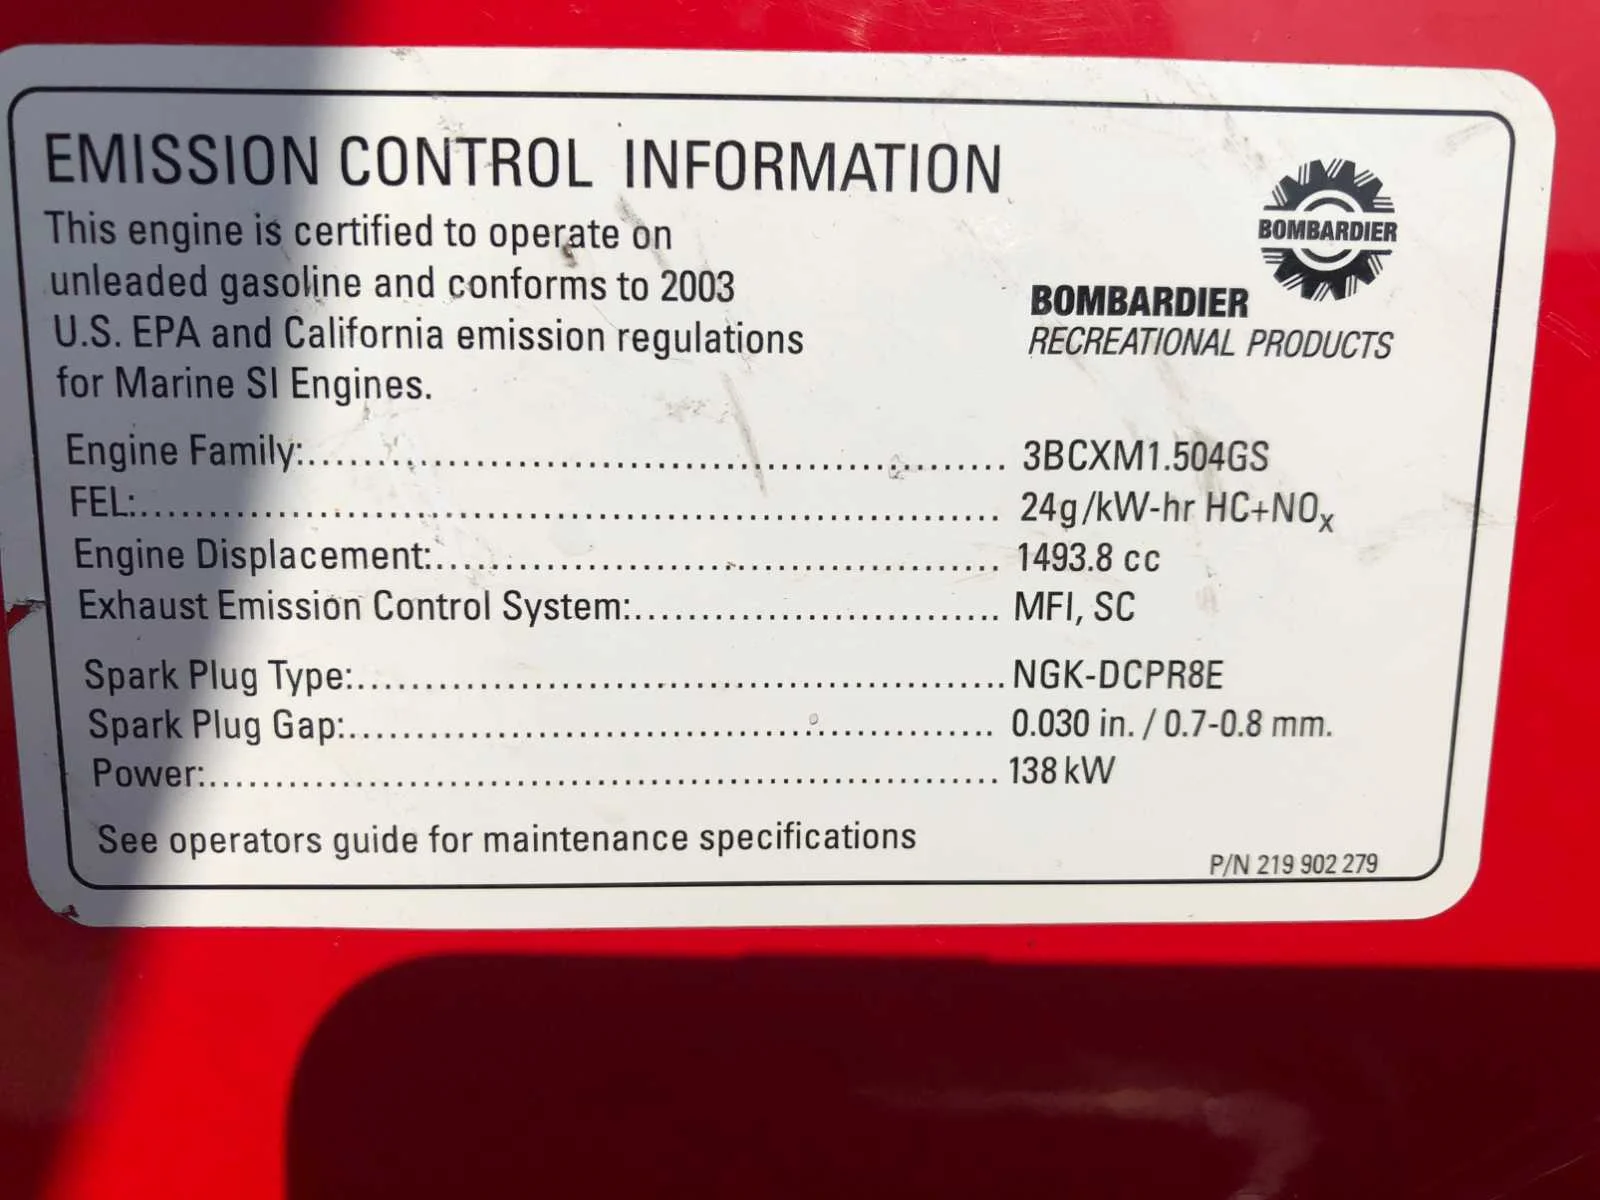 EMISSION CONTROL INFORMATION
This engine is certified to operate on
unleaded gasoline and conforms to 2003
U.S. EPA and California emission regulations
for Marine SI Engines.
BOMBARDIER
BOMBARDIER
RECREATIONAL PRODUCTS
Engine Family:.................................................... 3BCXM1.504GS
FEL:................................................................ 24g/kW-hr HC+NOx
Engine Displacement:.......................................... 1493.8 cc
Exhaust Emission Control System:........................... MFI, SC
Spark Plug Type:................................................ NGK-DCPR8E
Spark Plug Gap:................................................. 0.030 in. / 0.7-0.8 mm.
Power:............................................................ 138 kW
See operators guide for maintenance specifications
P/N 219 902 279